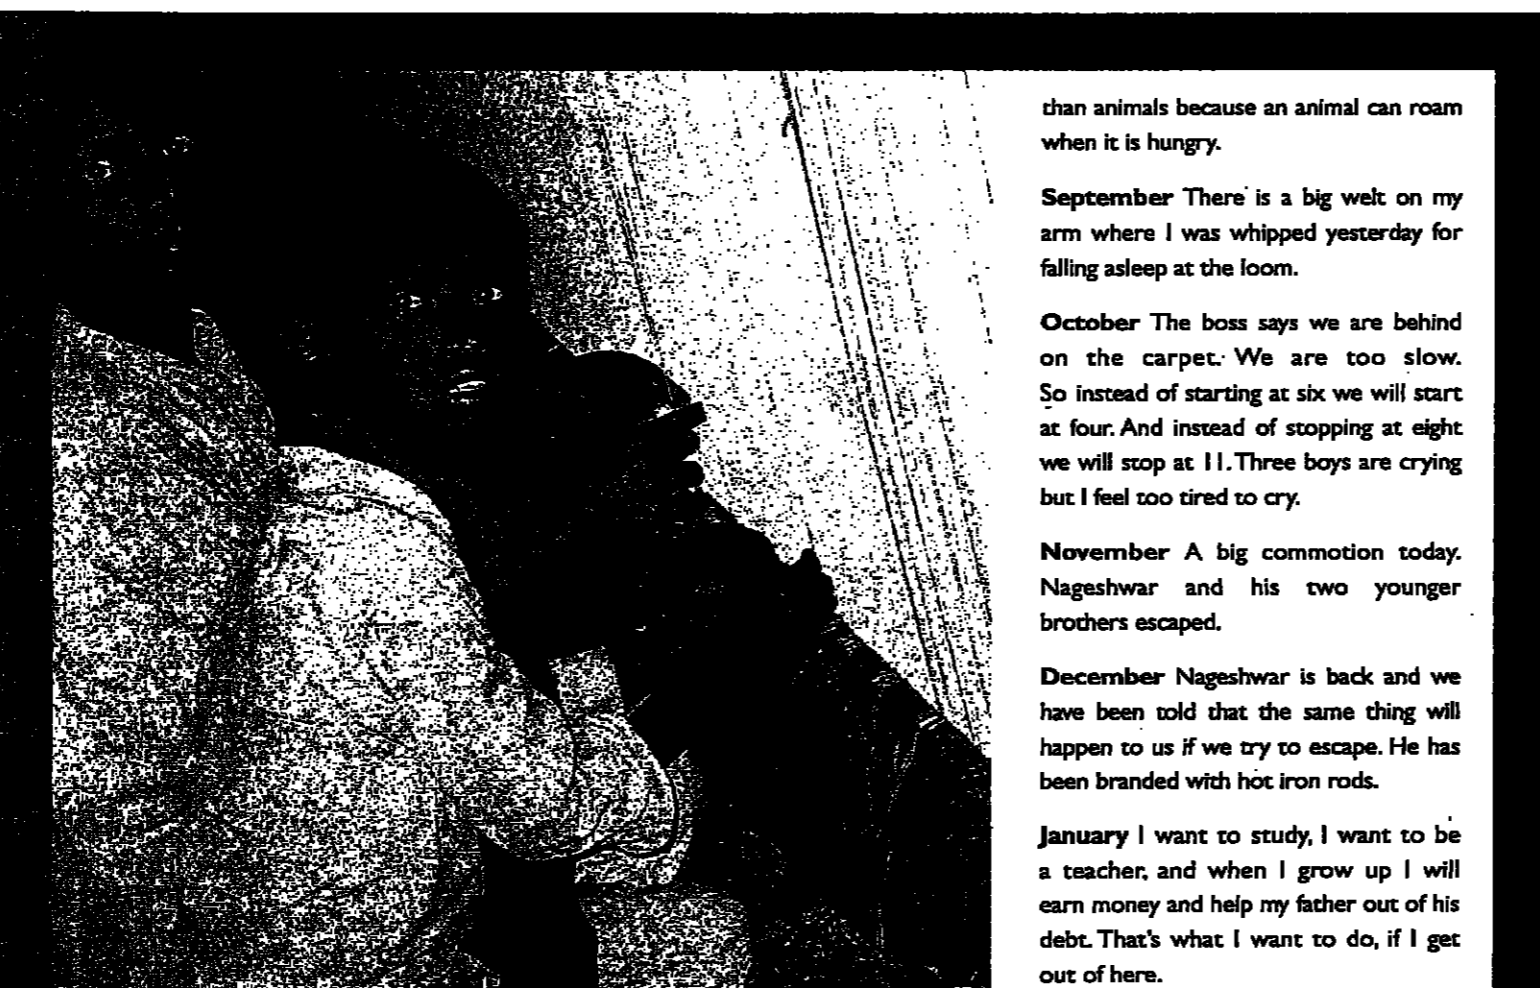 than animals because an animal can roam
when it is hungry.
September There is a big welt on my
arm where I was whipped yesterday for
falling asleep at the loom.
October The boss says we are behind
on the carpet. We are too slow.
So instead of starting at six we will start
at four. And instead of stopping at eight
we will stop at 11. Three boys are crying
but I feel too tired to cry.
November A big commotion today.
Nageshwar and his two younger
brothers escaped.
December Nageshwar is back and we
have been told that the same thing will
happen to us if we try to escape. He has
been branded with hot iron rods.
January I want to study, I want to be
a teacher, and when I grow up I will
earn money and help my father out of his
debt. That's what I want to do, if I get
out of here.